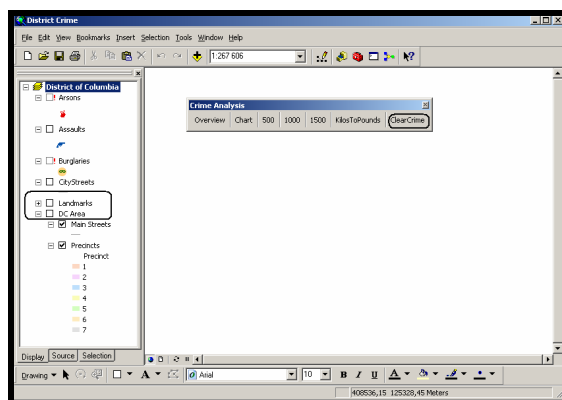 District Crime
File Edit View Bookmarks Insert Selection Tools Window Help
1:267 606
District of Columbia
Arsons
Assaults
Burglaries
CityStreets
Landmarks
DC Area
Main Streets
Precincts
Precinct
1
2
3
4
5
6
7
Crime Analysis
Overview Chart 500 1000 1500 KilosToPounds ClearCrime
Display Source Selection
Drawing A Arial 10 B I U A
408536,15 125328,45 Meters